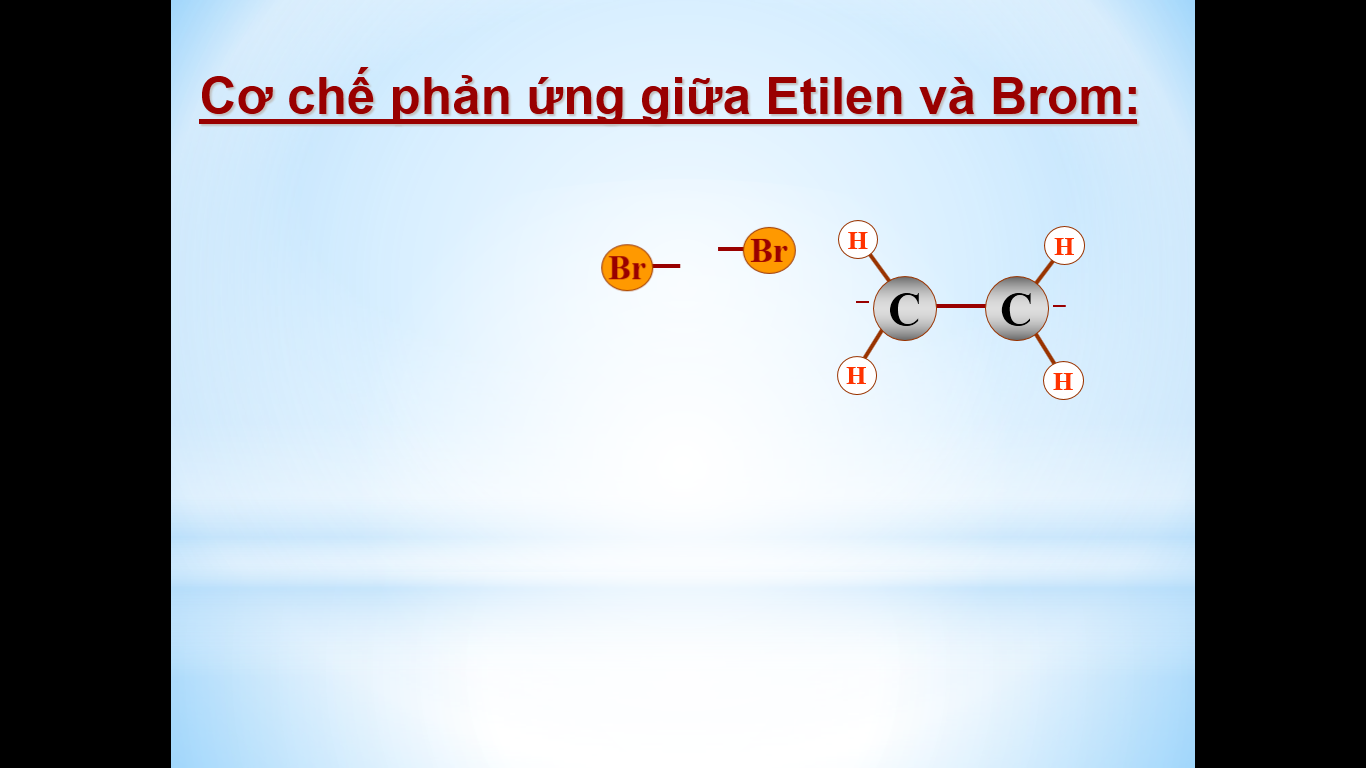 Cơ chế phản ứng giữa Etilen và Brom:
Br Br
H H
C C
H H